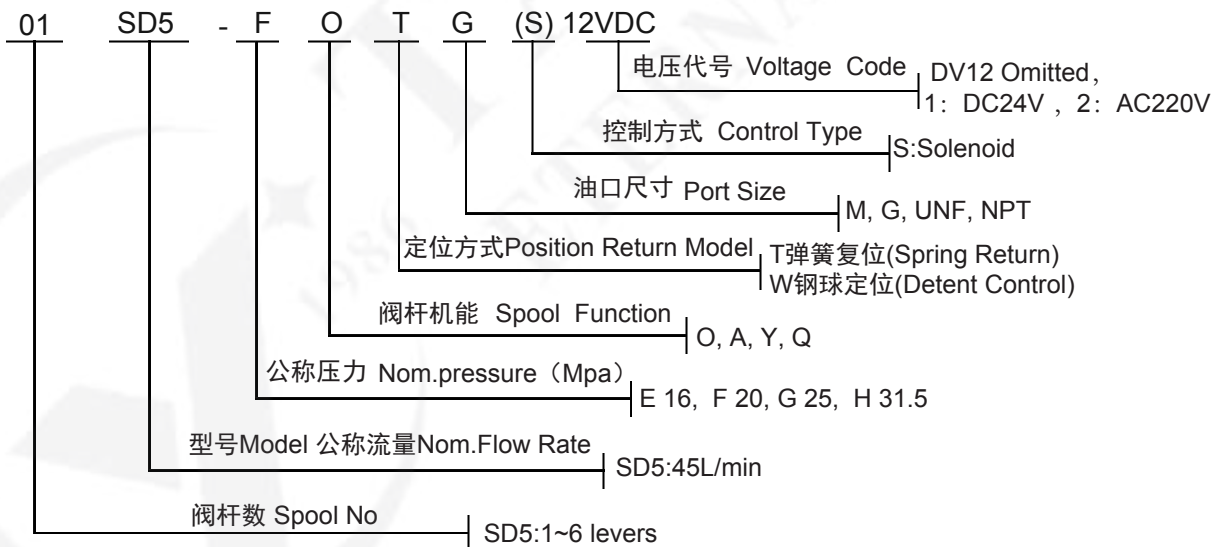 01 SD5 - F O T G (S) 12VDC
电压代号 Voltage Code
DV12 Omitted，
1：DC24V ，2：AC220V
控制方式 Control Type
S:Solenoid
油口尺寸 Port Size
M, G, UNF, NPT
定位方式Position Return Model
T弹簧复位(Spring Return)
W钢球定位(Detent Control)
阀杆机能 Spool Function
O, A, Y, Q
公称压力 Nom.pressure（Mpa）
E 16, F 20, G 25, H 31.5
型号Model 公称流量Nom.Flow Rate
SD5:45L/min
阀杆数 Spool No
SD5:1~6 levers
1986